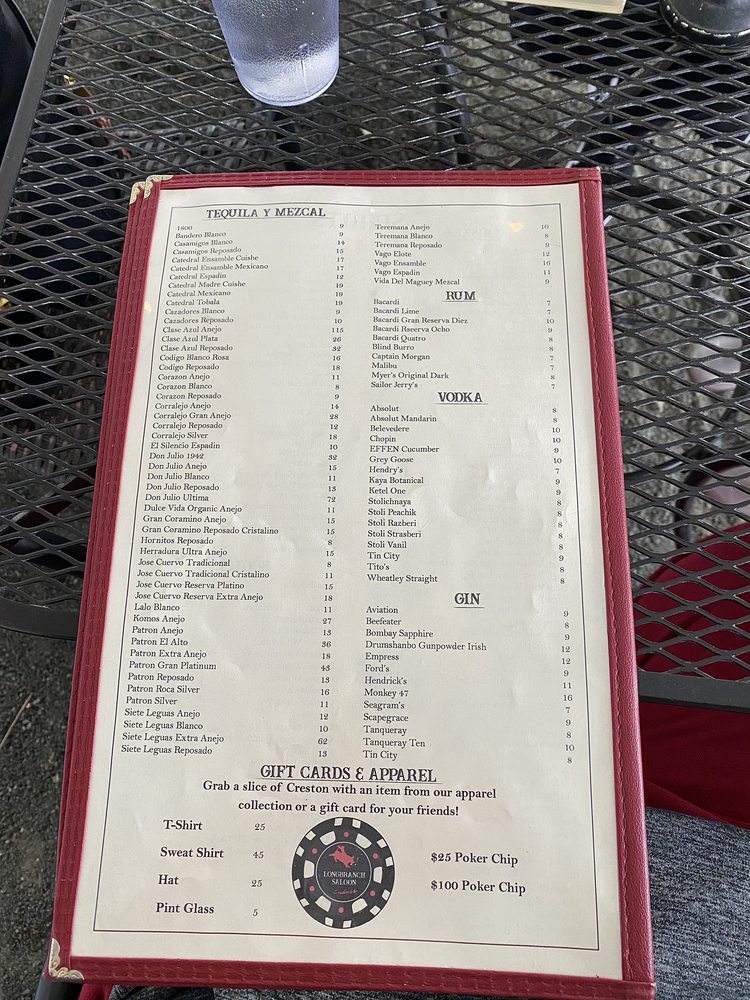 TEQUILA Y MEZCAL
1800 9
Bandero Blanco 9
Casamigos Blanco 14
Casamigos Reposado 15
Catedral Ensamble Cuishe 17
Catedral Ensamble Mexicano 17
Catedral Espadin 12
Catedral Madre Cuishe 19
Catedral Mexicano 19
Catedral Tobala 19
Cazadores Blanco 9
Cazadores Reposado 10
Clase Azul Anejo 115
Clase Azul Plata 26
Clase Azul Reposado 32
Codigo Blanco Rosa 16
Codigo Reposado 18
Corazon Anejo 11
Corazon Blanco 8
Corazon Reposado 9
Corralejo Anejo 14
Corralejo Gran Anejo 28
Corralejo Reposado 12
Corralejo Silver 18
El Silencio Espadin 10
Don Julio 1942 32
Don Julio Anejo 15
Don Julio Blanco 11
Don Julio Reposado 13
Don Julio Ultima 72
Dulce Vida Organic Anejo 11
Gran Coramino Anejo 15
Gran Coramino Reposado Cristalino 15
Hornitos Reposado 8
Herradura Ultra Anejo 15
Jose Cuervo Tradicional 8
Jose Cuervo Tradicional Cristalino 11
Jose Cuervo Reserva Platino 15
Jose Cuervo Reserva Extra Anejo 18
Lalo Blanco 11
Komos Anejo 27
Patron Anejo 13
Patron El Alto 36
Patron Extra Anejo 18
Patron Gran Platinum 43
Patron Reposado 13
Patron Roca Silver 16
Patron Silver 11
Siete Leguas Anejo 12
Siete Leguas Blanco 10
Siete Leguas Extra Anejo 62
Siete Leguas Reposado 13
Teremana Anejo 10
Teremana Blanco 8
Teremana Reposado 9
Vago Elote 12
Vago Ensamble 16
Vago Espadin 11
Vida Del Maguey Mezcal 9
RUM
Bacardi 7
Bacardi Lime 7
Bacardi Gran Reserva Diez 10
Bacardi Rseerva Ocho 9
Bacardi Quatro 8
Blind Burro 8
Captain Morgan 7
Malibu 7
Myer's Original Dark 8
Sailor Jerry's 7
VODKA
Absolut 8
Absolut Mandarin 8
Belevedere 10
Chopin 10
EFFEN Cucumber 9
Grey Goose 10
Hendry's 7
Kaya Botanical 9
Ketel One 9
Stolichnaya 8
Stoli Peachik 8
Stoli Razberi 8
Stoli Strasberi 8
Stoli Vanil 8
Tin City 9
Tito's 8
Wheatley Straight 8
GIN
Aviation 9
Beefeater 8
Bombay Sapphire 9
Drumshanbo Gunpowder Irish 12
Empress 12
Ford's 9
Hendrick's 11
Monkey 47 16
Seagram's 7
Scapegrace 9
Tanqueray 8
Tanqueray Ten 10
Tin City 8
GIFT CARDS & APPAREL
Grab a slice of Creston with an item from our apparel
collection or a gift card for your friends!
T-Shirt 25
Sweat Shirt 45
Hat 25
Pint Glass 5
LONGBRANCH
SALOON
$25 Poker Chip
$100 Poker Chip